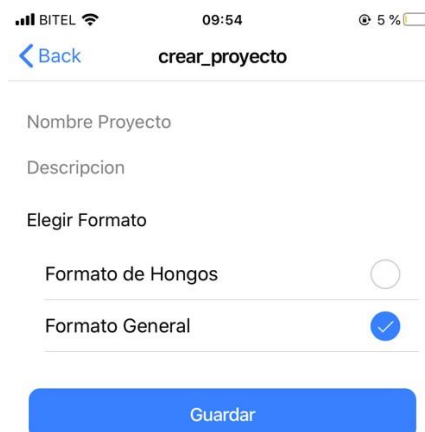 BITEL 09:54 5 %
Back crear_proyecto
Nombre Proyecto
Descripcion
Elegir Formato
Formato de Hongos
Formato General
Guardar